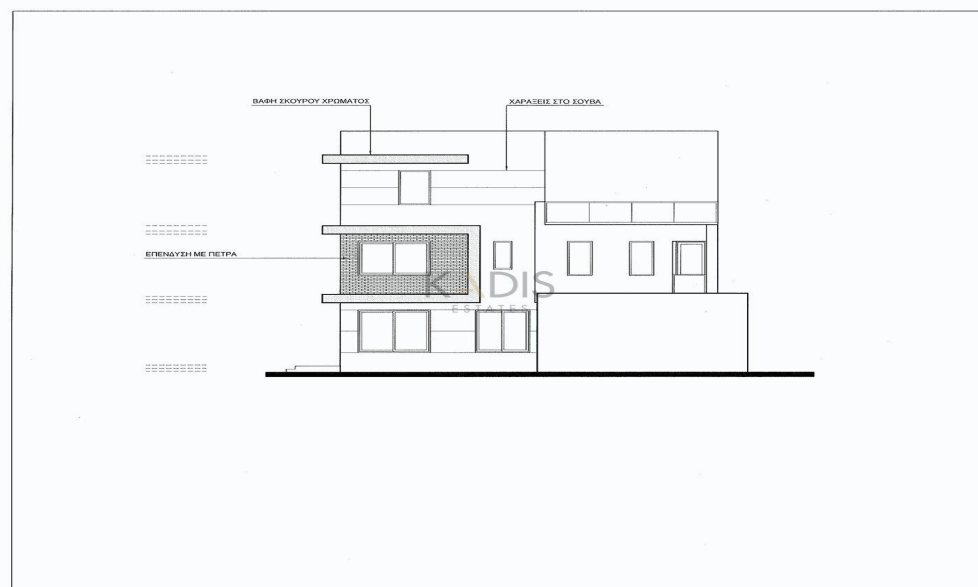 ΒΑΦΗ ΣΚΟΥΡΟΥ ΧΡΩΜΑΤΟΣ
ΧΑΡΑΞΕΙΣ ΣΤΟ ΣΟΥΒΑ
ΕΠΕΝΔΥΣΗ ΜΕ ΠΕΤΡΑ
KADIS
ESTATES